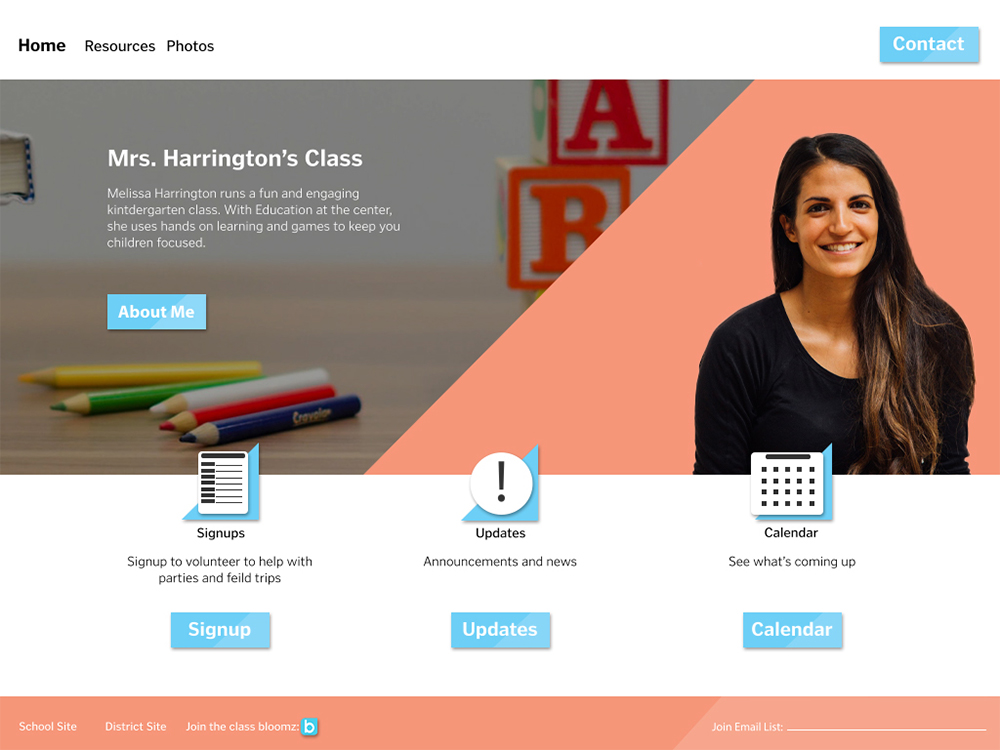 Home Resources Photos
Contact
A
B
Mrs. Harrington's Class
Melissa Harrington runs a fun and engaging
kintdergarten class. With Education at the center,
she uses hands on learning and games to keep you
children focused.
About Me
Crayola
!
Signups
Signup to volunteer to help with
parties and feild trips
Signup
Updates
Announcements and news
Updates
Calendar
See what's coming up
Calendar
School Site District Site Join the class bloomz: b
Join Email List: